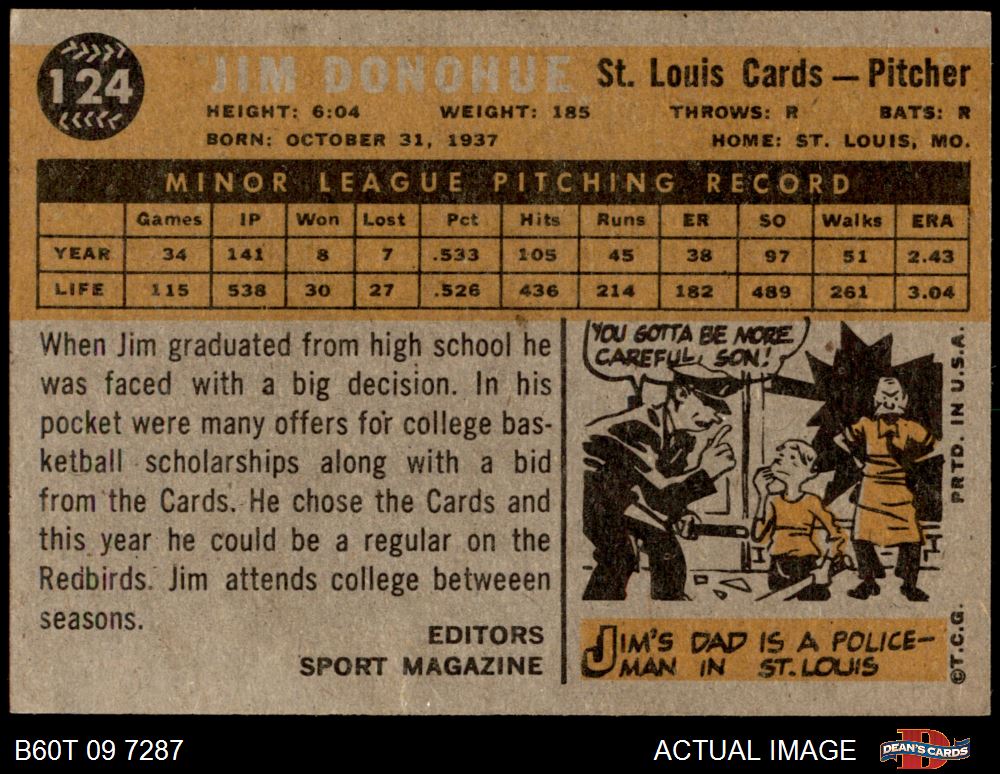 124
JIM DONOHUE St. Louis Cards — Pitcher
HEIGHT: 6:04 WEIGHT: 185 THROWS: R BATS: R
BORN: OCTOBER 31, 1937 HOME: ST. LOUIS, MO.
MINOR LEAGUE PITCHING RECORD
Games IP Won Lost Pct Hits Runs ER SO Walks ERA
YEAR 34 141 8 7 .533 105 45 38 97 51 2.43
LIFE 115 538 30 27 .526 436 214 182 489 261 3.04
When Jim graduated from high school he
was faced with a big decision. In his
pocket were many offers for college bas-
ketball scholarships along with a bid
from the Cards. He chose the Cards and
this year he could be a regular on the
Redbirds. Jim attends college betweeen
seasons.
EDITORS
SPORT MAGAZINE
YOU GOTTA BE MORE
CAREFUL, SON!
JIM'S DAD IS A POLICE-
MAN IN ST. LOUIS
©T.C.G. PRTD. IN U.S.A.
B60T 09 7287 ACTUAL IMAGE DEAN'S CARDS